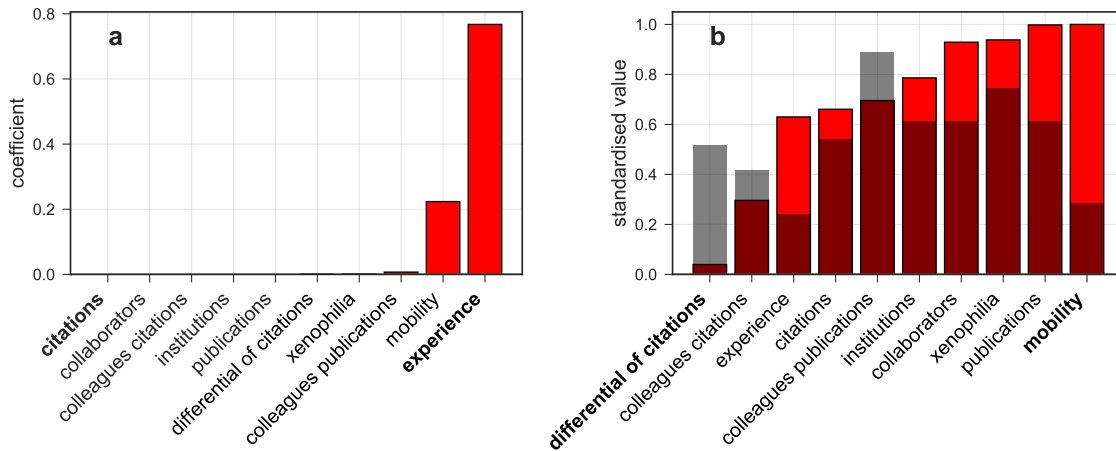 a
coefficient
0.8
0.6
0.4
0.2
0.0
citations
collaborators
colleagues citations
institutions
publications
differential of citations
xenophilia
colleagues publications
mobility
experience
b
standardised value
1.0
0.8
0.6
0.4
0.2
0.0
differential of citations
colleagues citations
experience
citations
colleagues publications
institutions
collaborators
xenophilia
publications
mobility